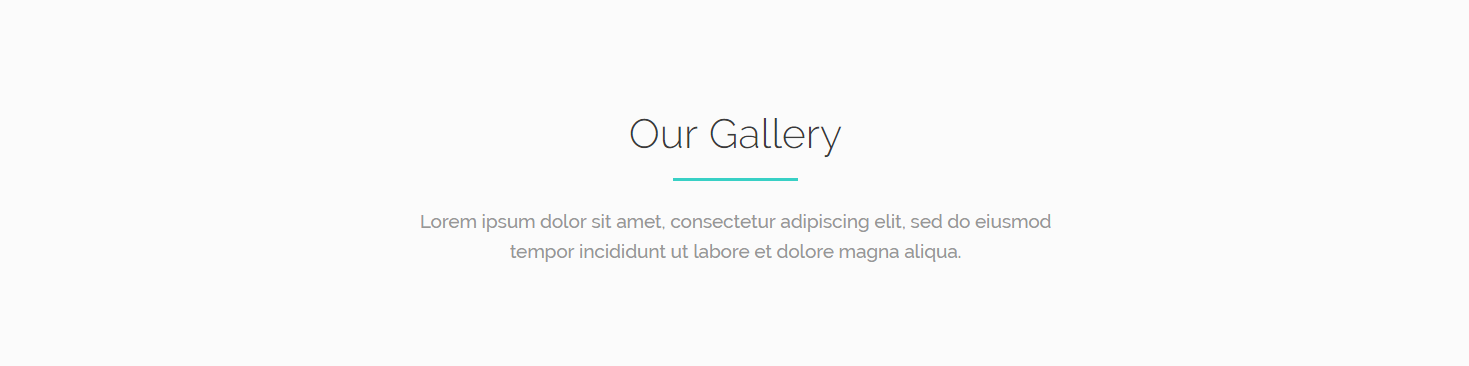 Our Gallery
Lorem ipsum dolor sit amet, consectetur adipiscing elit, sed do eiusmod
tempor incididunt ut labore et dolore magna aliqua.